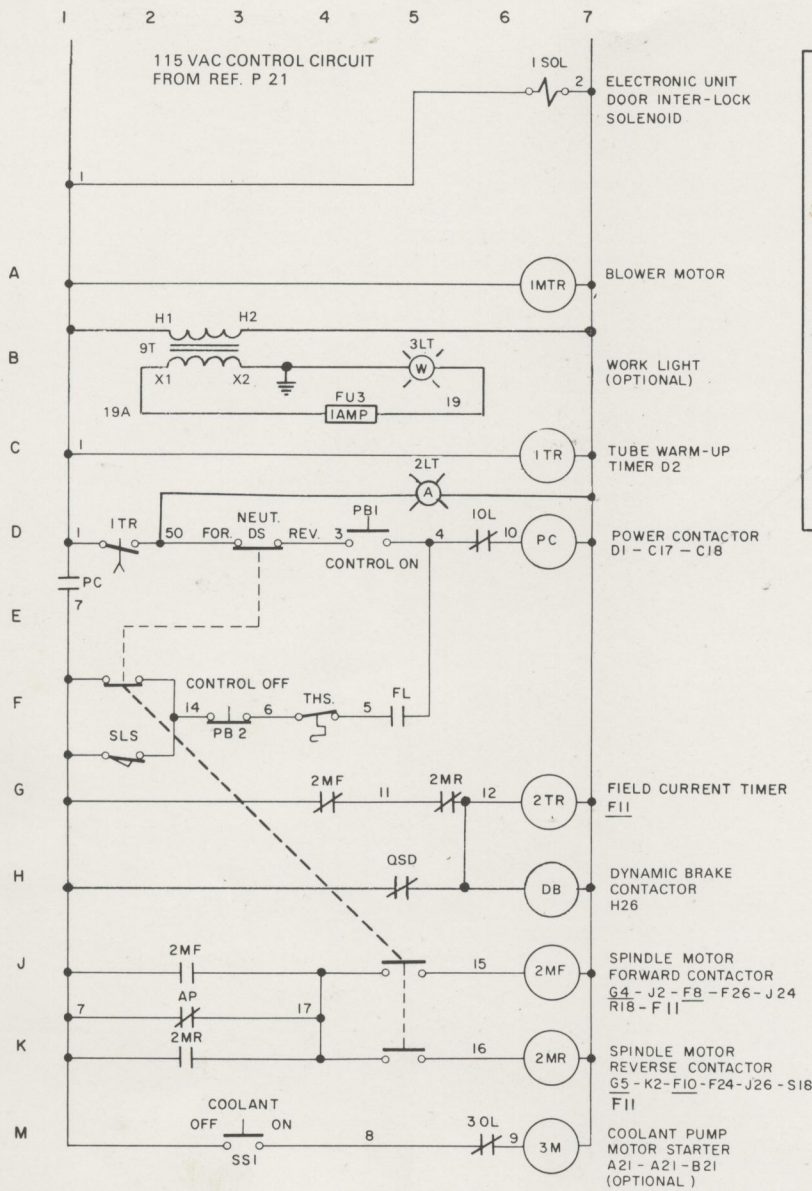 1 2 3 4 5 6 7
115 VAC CONTROL CIRCUIT
FROM REF. P 21
1 SOL
2
ELECTRONIC UNIT
DOOR INTER-LOCK
SOLENOID
1
A
1MTR
BLOWER MOTOR
H1 H2
9T
B
3LT
W
WORK LIGHT
(OPTIONAL)
X1 X2
FU3
19A
1AMP
19
C
1
1TR
TUBE WARM-UP
TIMER D2
2LT
A
D
1
1TR
50
FOR.
NEUT.
DS
REV.
3
PB1
CONTROL ON
4
IOL
10
PC
POWER CONTACTOR
D1 - C17 - C18
PC
7
E
F
CONTROL OFF
14
PB 2
6
THS.
5
FL
SLS
G
2MF
11
2MR
12
2TR
FIELD CURRENT TIMER
F11
H
QSD
DB
DYNAMIC BRAKE
CONTACTOR
H26
J
2MF
15
2MF
SPINDLE MOTOR
FORWARD CONTACTOR
G4 - J2 - F8 - F26 - J24
R18 - F11
7
AP
17
K
2MR
16
2MR
SPINDLE MOTOR
REVERSE CONTACTOR
G5 - K2 - F10 - F24 - J26 - S18
F11
M
COOLANT
OFF ON
SS1
8
3OL
9
3M
COOLANT PUMP
MOTOR STARTER
A21 - A21 - B21
(OPTIONAL)